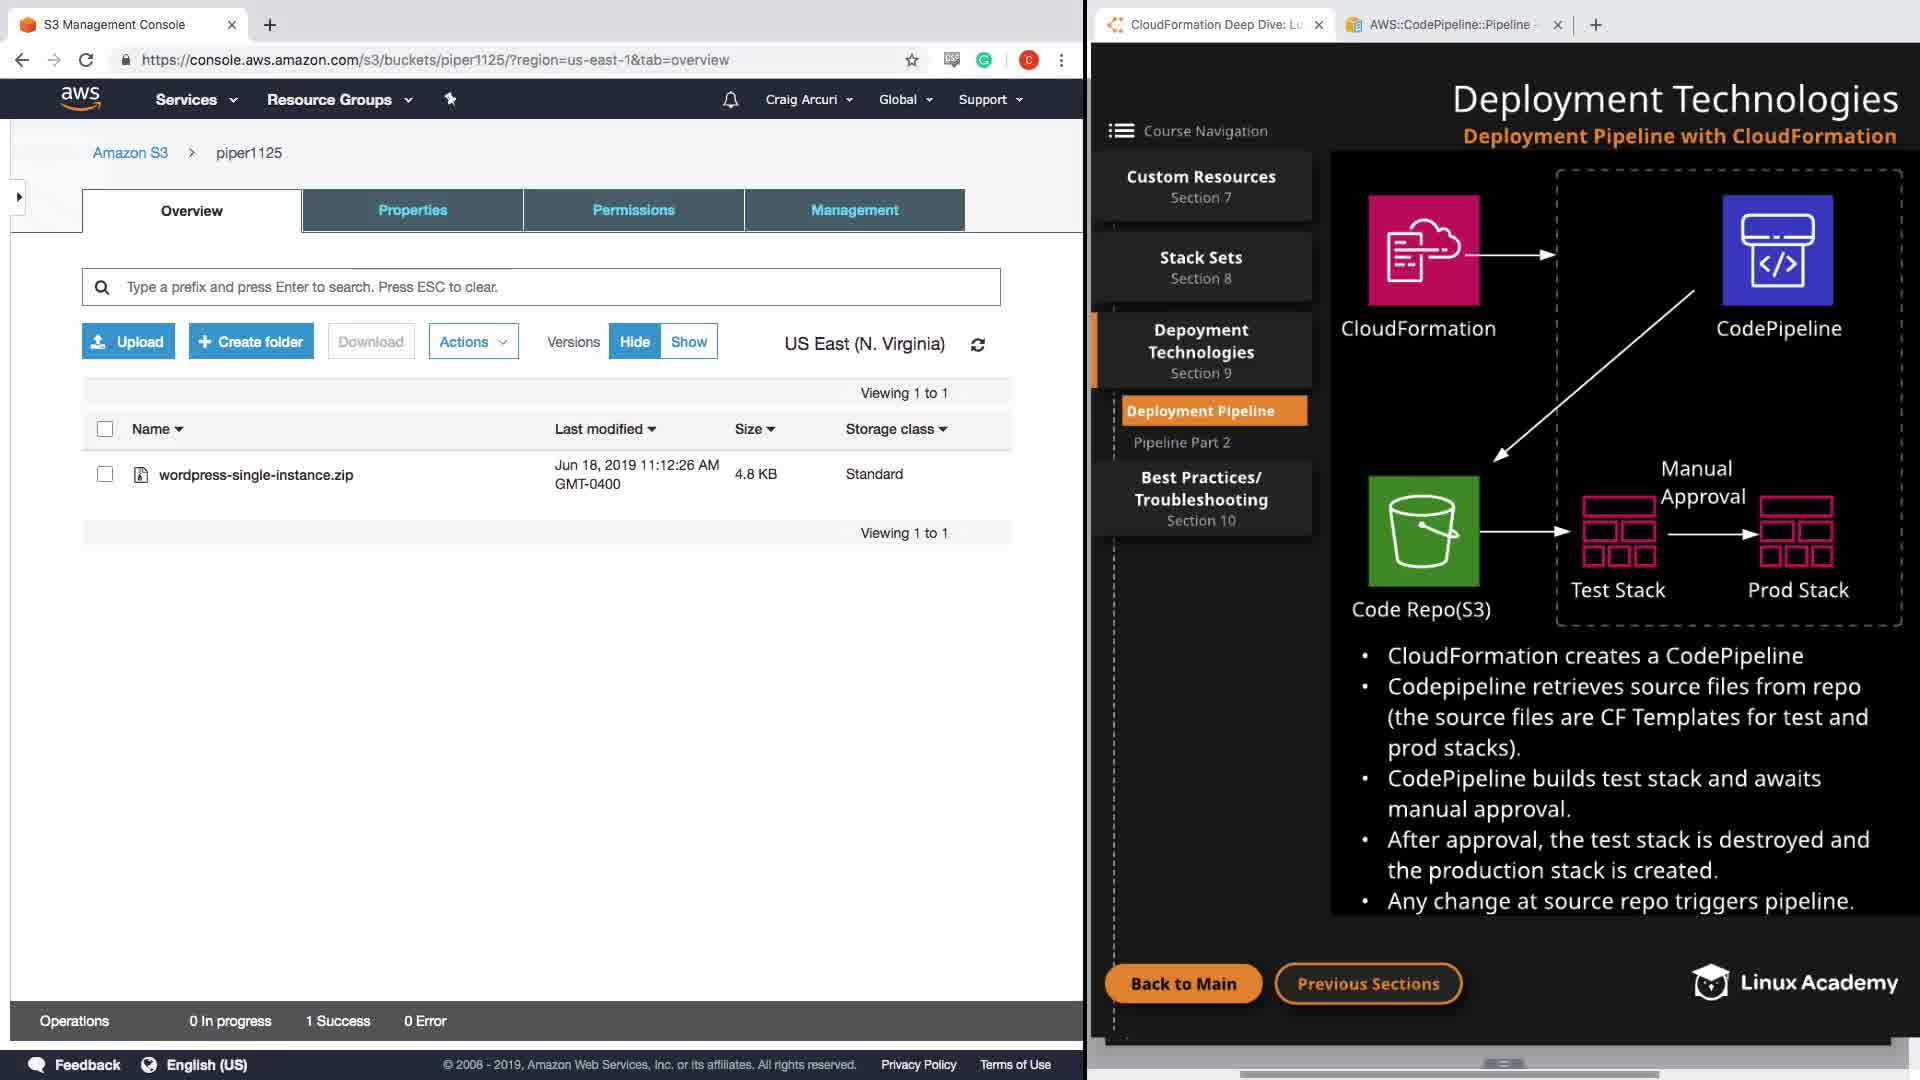 S3 Management Console
https://console.aws.amazon.com/s3/buckets/piper1125/?region=us-east-1&tab=overview
aws
Services
Resource Groups
Craig Arcuri
Global
Support
Amazon S3 > piper1125
Overview
Properties
Permissions
Management
Type a prefix and press Enter to search. Press ESC to clear.
Upload
+ Create folder
Download
Actions
Versions
Hide
Show
US East (N. Virginia)
Viewing 1 to 1
Name
Last modified
Size
Storage class
wordpress-single-instance.zip
Jun 18, 2019 11:12:26 AM
GMT-0400
4.8 KB
Standard
Viewing 1 to 1
Operations
0 In progress
1 Success
0 Error
Feedback
English (US)
© 2008 - 2019, Amazon Web Services, Inc. or its affiliates. All rights reserved.
Privacy Policy
Terms of Use
CloudFormation Deep Dive: Lu
AWS::CodePipeline::Pipeline
Deployment Technologies
Deployment Pipeline with CloudFormation
Course Navigation
Custom Resources
Section 7
Stack Sets
Section 8
Depoyment
Technologies
Section 9
Deployment Pipeline
Pipeline Part 2
Best Practices/
Troubleshooting
Section 10
CloudFormation
CodePipeline
Manual
Approval
Code Repo(S3)
Test Stack
Prod Stack
• CloudFormation creates a CodePipeline
• Codepipeline retrieves source files from repo
(the source files are CF Templates for test and
prod stacks).
• CodePipeline builds test stack and awaits
manual approval.
• After approval, the test stack is destroyed and
the production stack is created.
• Any change at source repo triggers pipeline.
Back to Main
Previous Sections
Linux Academy